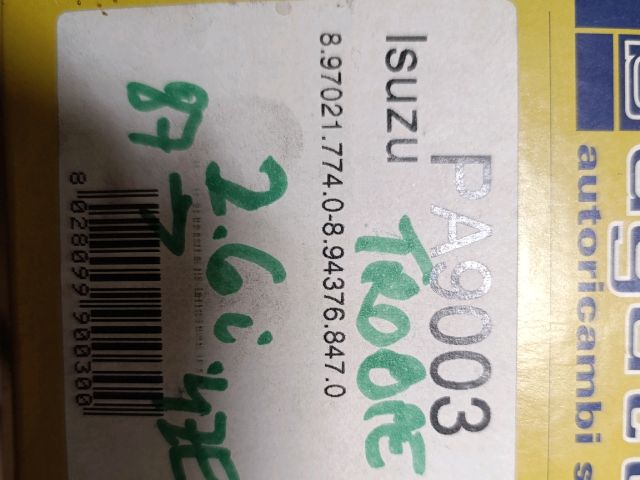 autoricambi s
PA9003
Isuzu
TROOPE
8.97021.774.0-8.94376.847.0
2.6i 4ZE
87→
8 028099 900300